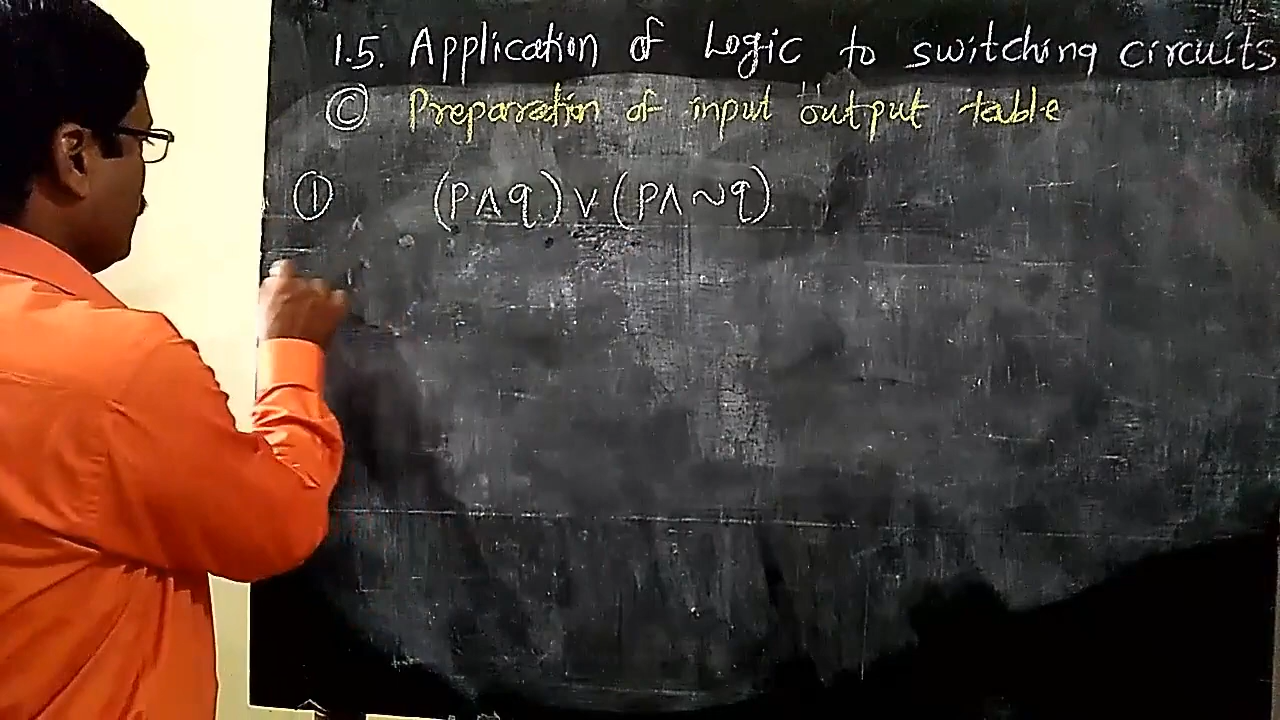 1.5. Application of Logic to switching circuits
Ⓒ Preparation of input output table
① (p∧q)∨(p∧~q)